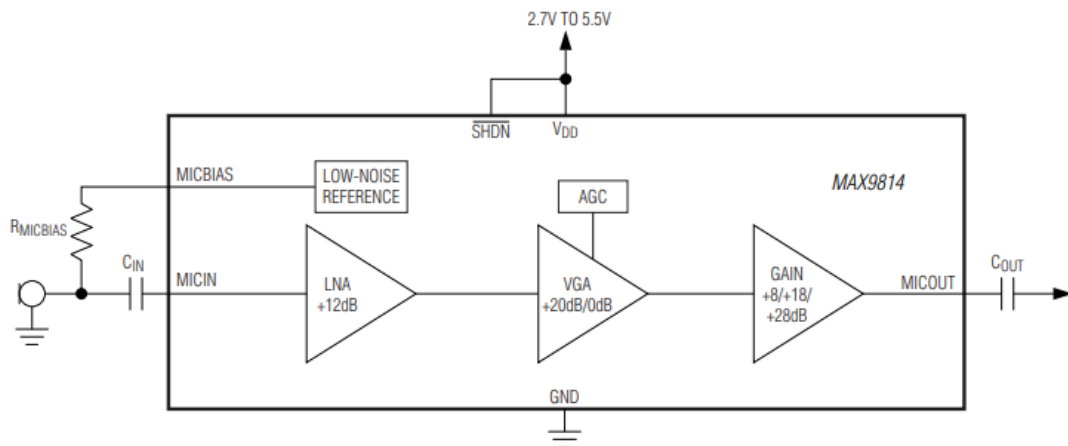 2.7V TO 5.5V
SHDN
VDD
MICBIAS
LOW-NOISE
REFERENCE
AGC
MAX9814
RMICBIAS
CIN
MICIN
LNA
+12dB
VGA
+20dB/0dB
GAIN
+8/+18/
+28dB
MICOUT
COUT
GND